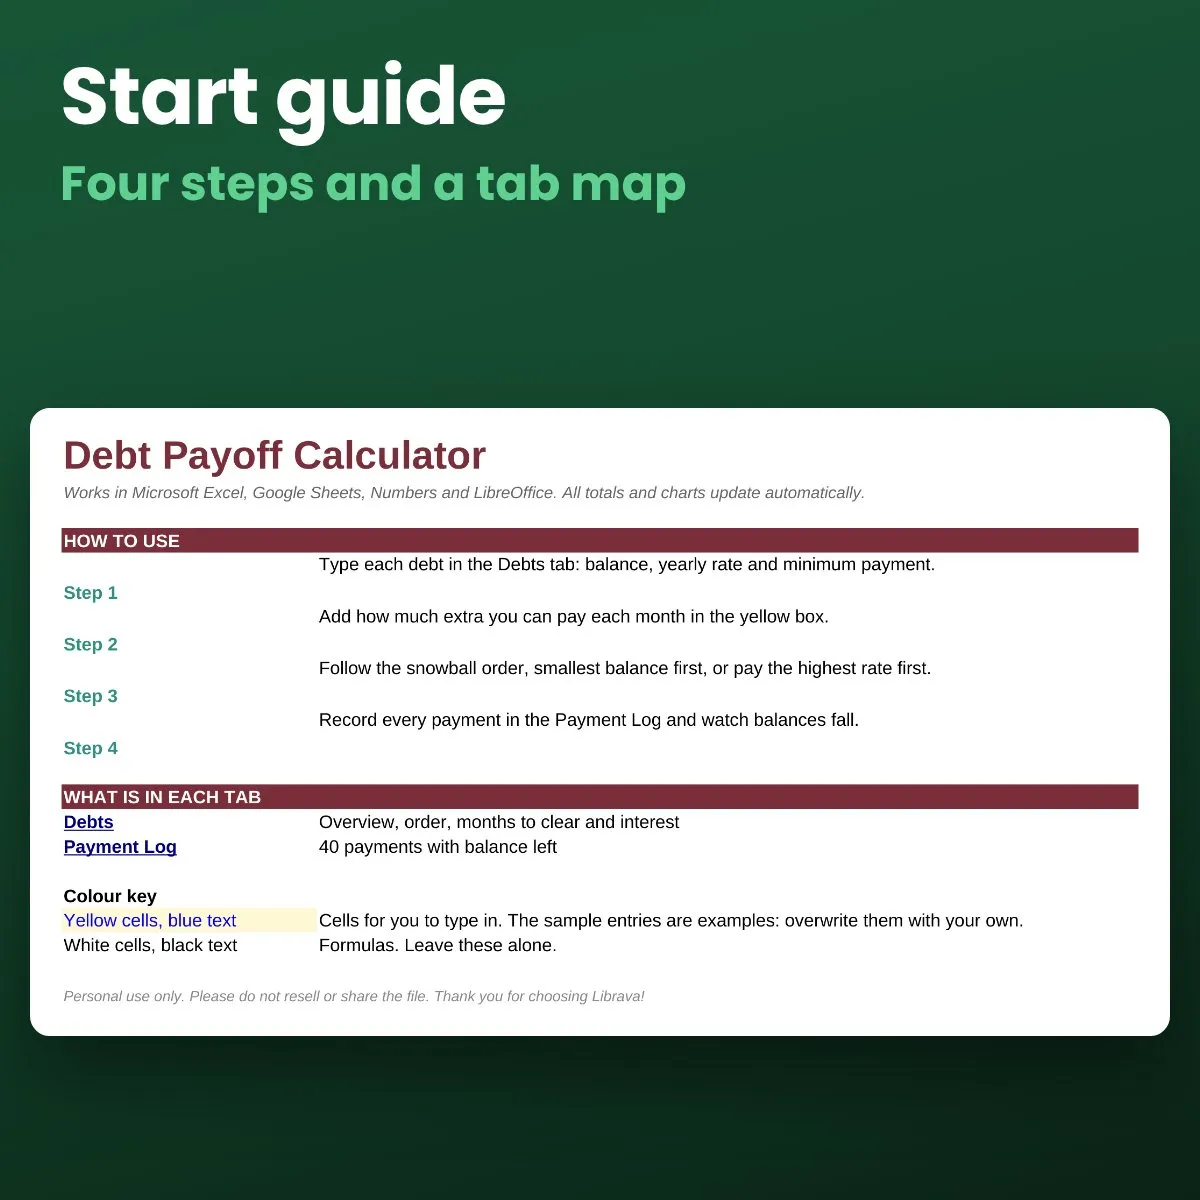 Start guide
Four steps and a tab map
Debt Payoff Calculator
Works in Microsoft Excel, Google Sheets, Numbers and LibreOffice. All totals and charts update automatically.
HOW TO USE
Step 1 Type each debt in the Debts tab: balance, yearly rate and minimum payment.
Step 2 Add how much extra you can pay each month in the yellow box.
Step 3 Follow the snowball order, smallest balance first, or pay the highest rate first.
Step 4 Record every payment in the Payment Log and watch balances fall.
WHAT IS IN EACH TAB
Debts Overview, order, months to clear and interest
Payment Log 40 payments with balance left
Colour key
Yellow cells, blue text Cells for you to type in. The sample entries are examples: overwrite them with your own.
White cells, black text Formulas. Leave these alone.
Personal use only. Please do not resell or share the file. Thank you for choosing Librava!